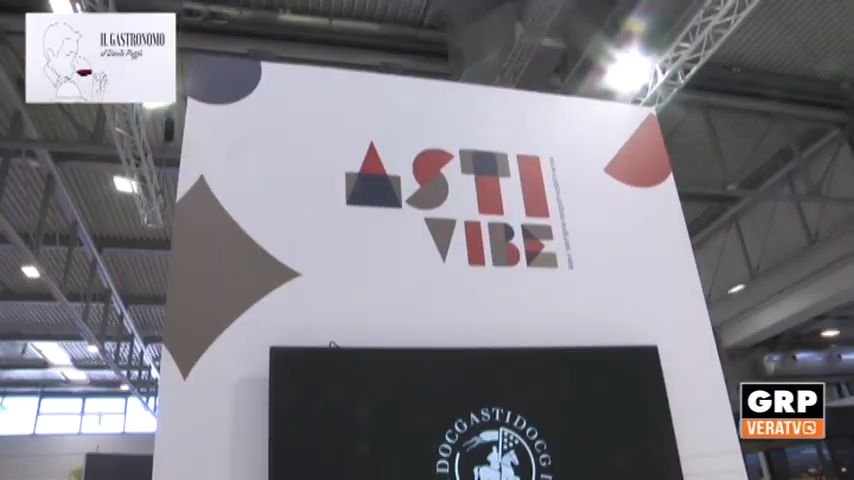 IL GASTRONOMO
ASTI
VIBE
DOCGASTIDOCG
GRP
VERATV